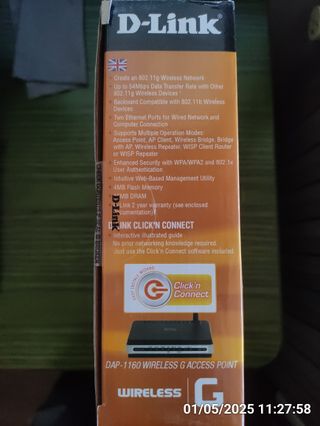 D-Link
Create an 802.11g Wireless Network
Up to 54Mbps Data Transfer Rate with Other
802.11g Wireless Devices
Backward Compatible with 802.11b Wireless
Devices
Two Ethernet Ports for Wired Network and
Computer Connection
Supports Multiple Operation Modes:
Access Point, AP Client, Wireless Bridge, Bridge
with AP, Wireless Repeater, WISP Client Router
or WISP Repeater
Enhanced Security with WPA/WPA2 and 802.1x
User Authentication
Intuitive Web-Based Management Utility
4MB Flash Memory
MB DRAM
Link 2 year warranty (see enclosed
documentation)
D-LINK CLICK'N CONNECT
Interactive illustrated guide
No prior networking knowledge required.
Just use the Click'n Connect software included.
D-Link
Click'n
Connect
DAP-1160 WIRELESS G ACCESS POINT
WIRELESS G
01/05/2025 11:27:58